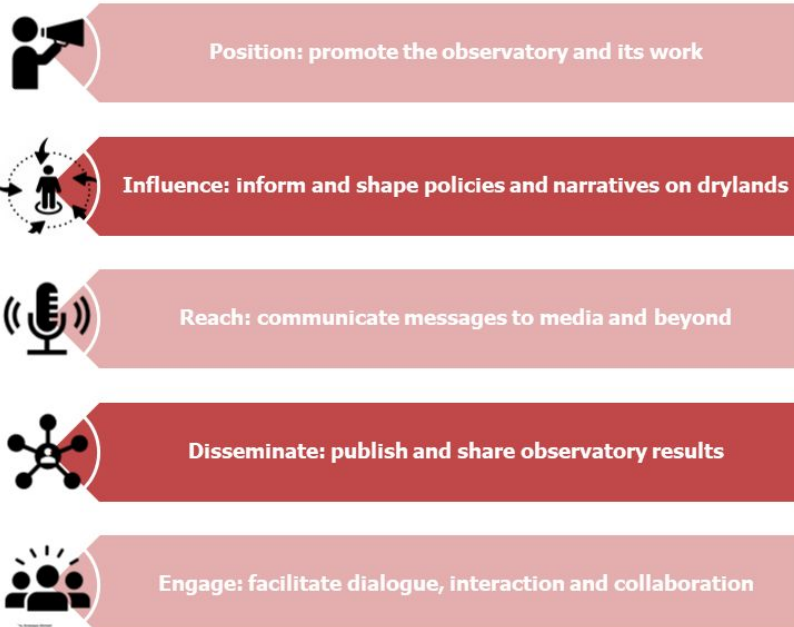 Position: promote the observatory and its work
Influence: inform and shape policies and narratives on drylands
Reach: communicate messages to media and beyond
Disseminate: publish and share observatory results
Engage: facilitate dialogue, interaction and collaboration